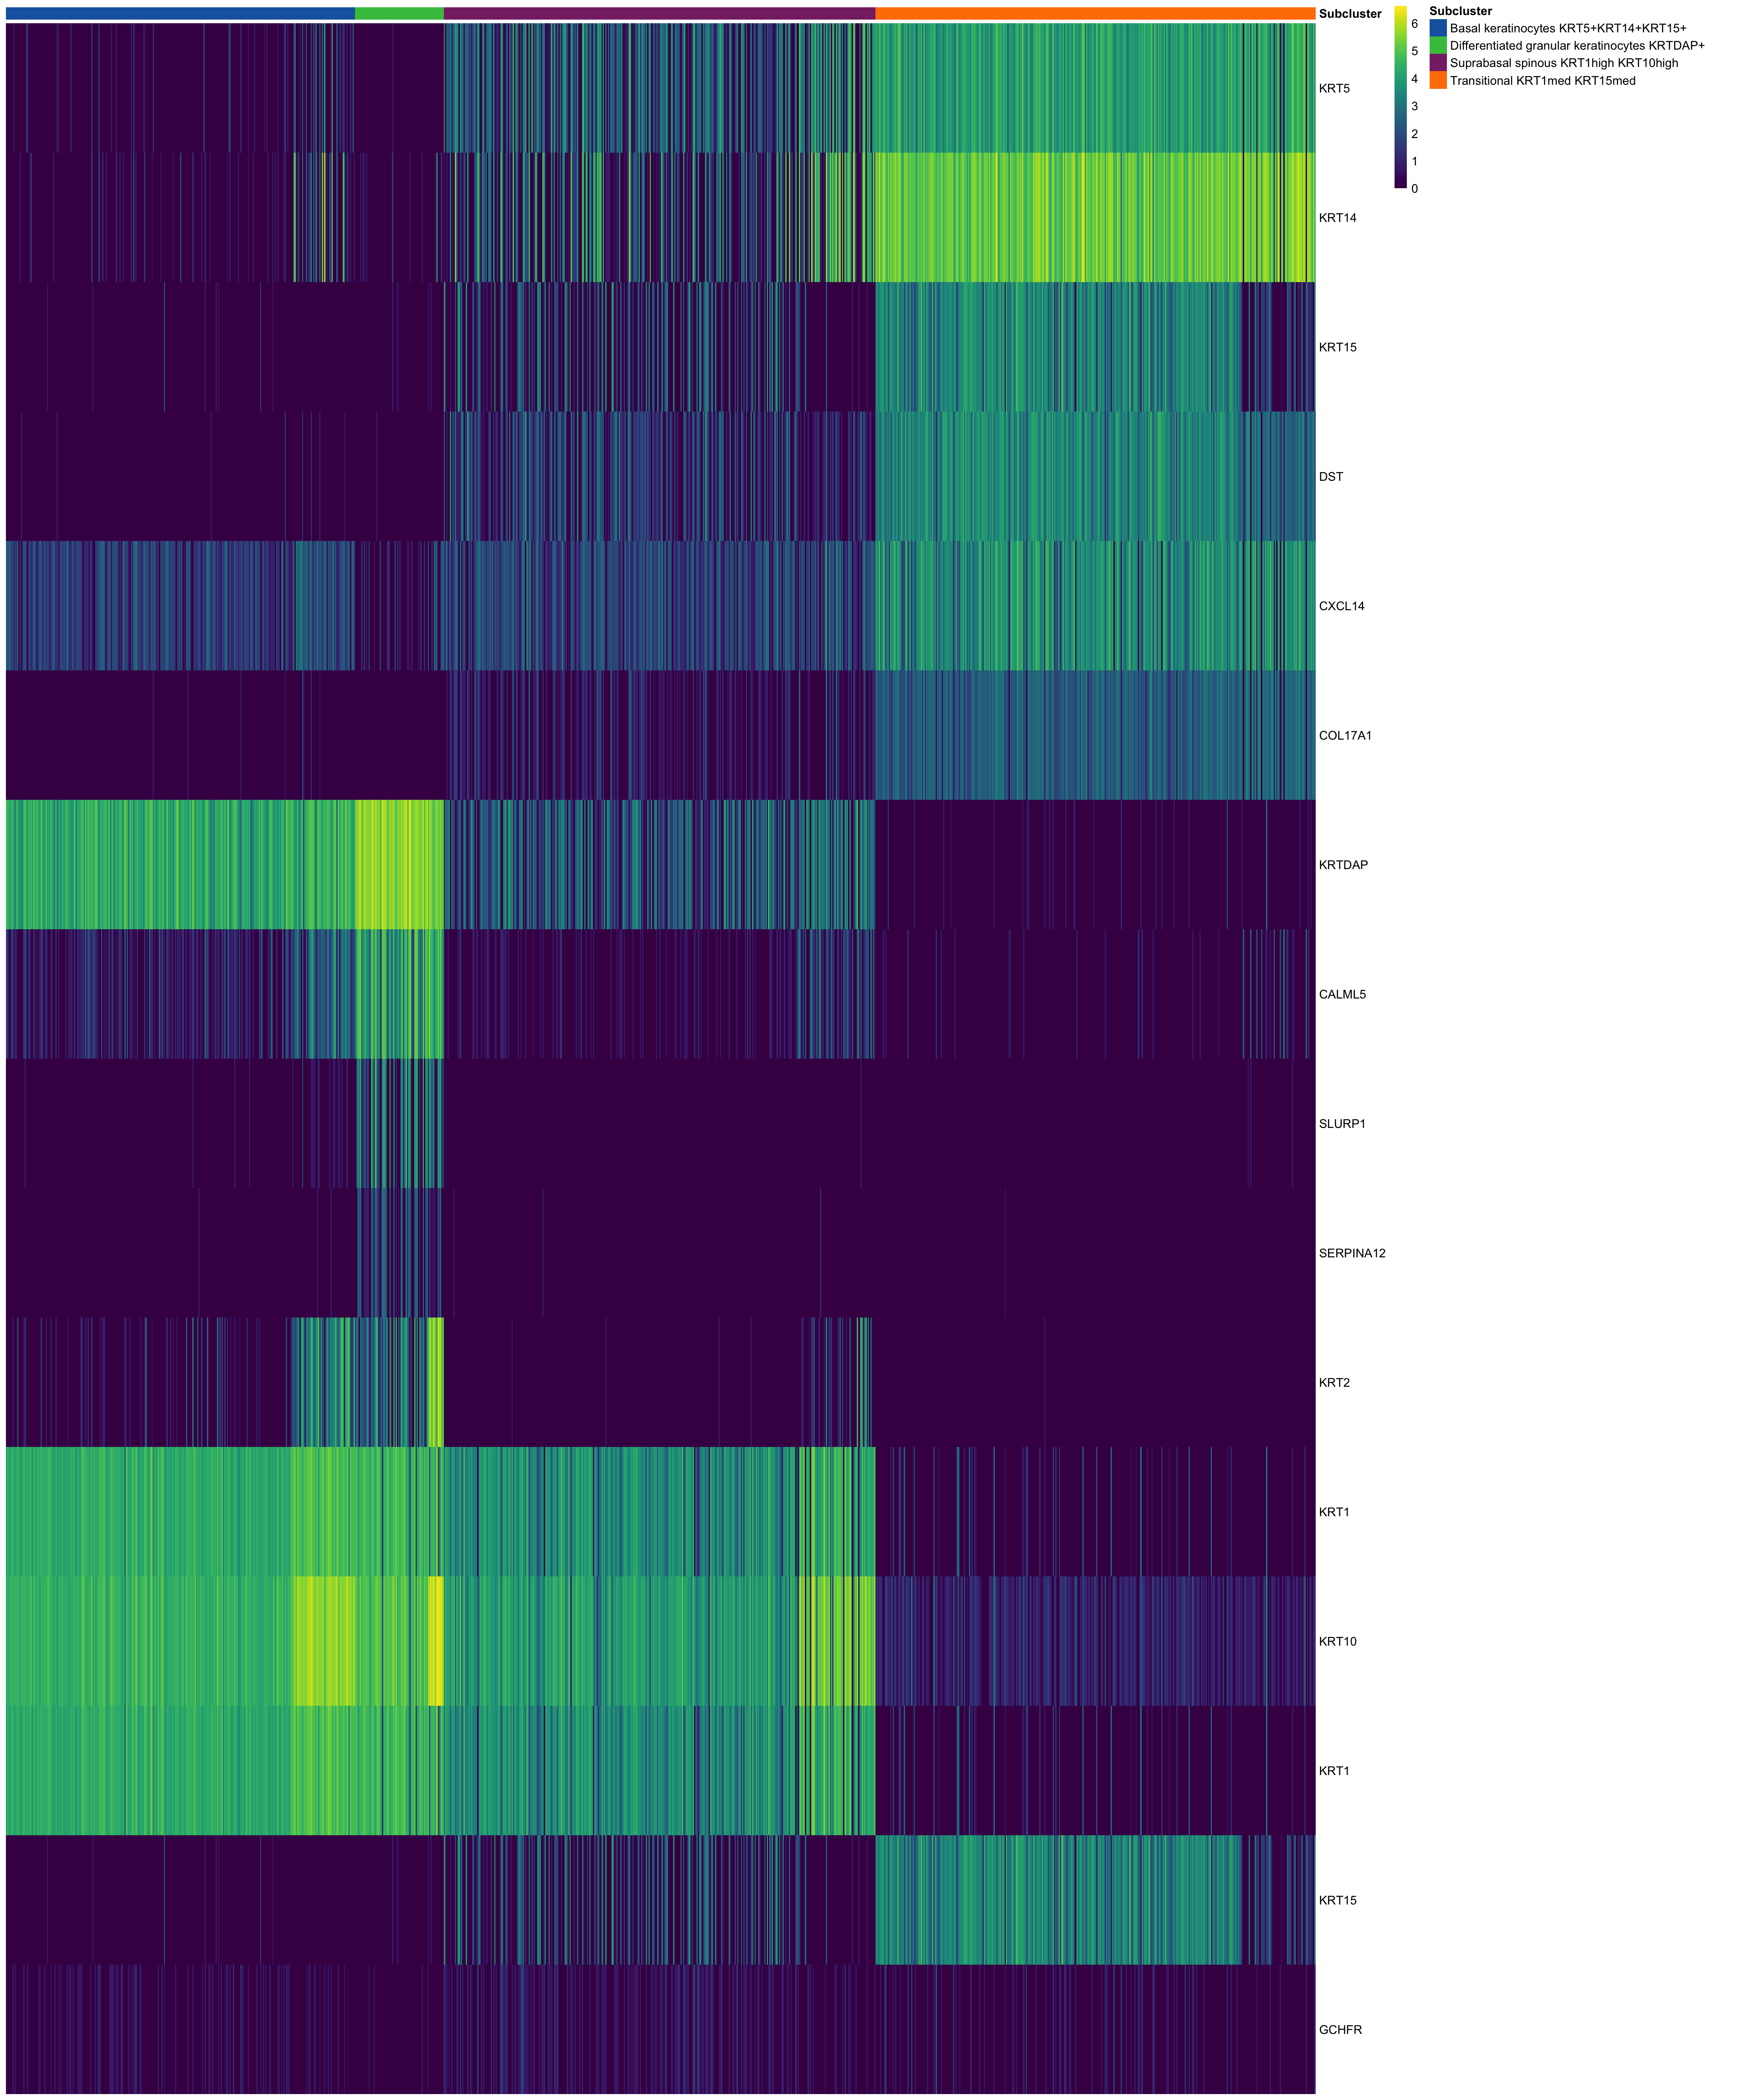 Subcluster
KRT5
KRT14
KRT15
DST
CXCL14
COL17A1
KRTDAP
CALML5
SLURP1
SERPINA12
KRT2
KRT1
KRT10
KRT1
KRT15
GCHFR
6
5
4
3
2
1
0
Subcluster
Basal keratinocytes KRT5+KRT14+KRT15+
Differentiated granular keratinocytes KRTDAP+
Suprabasal spinous KRT1high KRT10high
Transitional KRT1med KRT15med